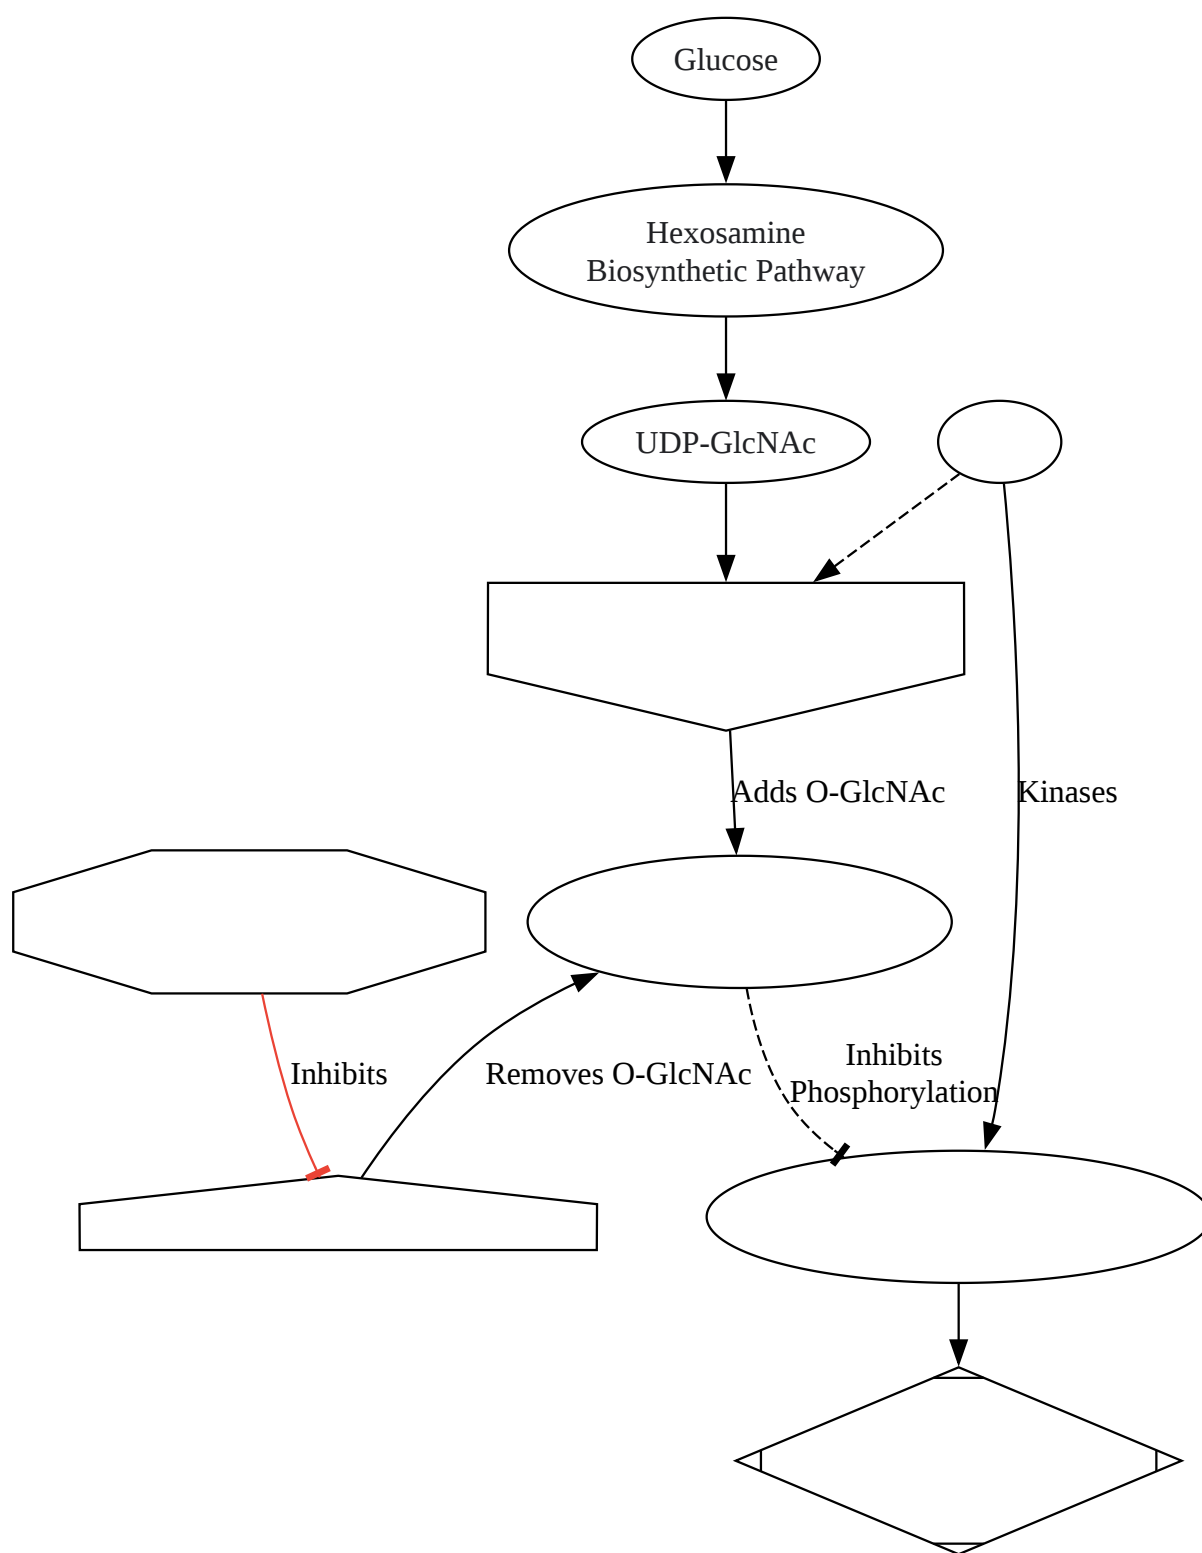 Glucose
Hexosamine
Biosynthetic Pathway
UDP-GlcNAc
Adds O-GlcNAc
Kinases
Inhibits
Removes O-GlcNAc
Inhibits
Phosphorylation